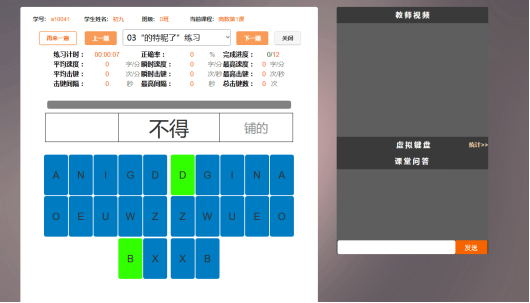 学号: a10041 学生姓名: 初九 班级: 0班 当前课程: 商数第1课
再来一遍 上一篇 03 "的特呢了" 练习 下一篇 关闭
练习计时: 00:00:07 正确率: 0 % 完成进度: 0/12
平均速度: 0 字/分 瞬时速度: 0 字/分 最高速度: 0 字/分
平均击键: 0 次/分 瞬时击键: 0 次/秒 最高击键: 0 次/秒
击键间隔: 0 秒 最高间隔: 0 秒 总击键数: 0 次
不得 铺的
A N I G D D G I N A
O E U W Z Z W U E O
B X X B
教师视频
虚拟键盘 统计>>
课堂问答
发送